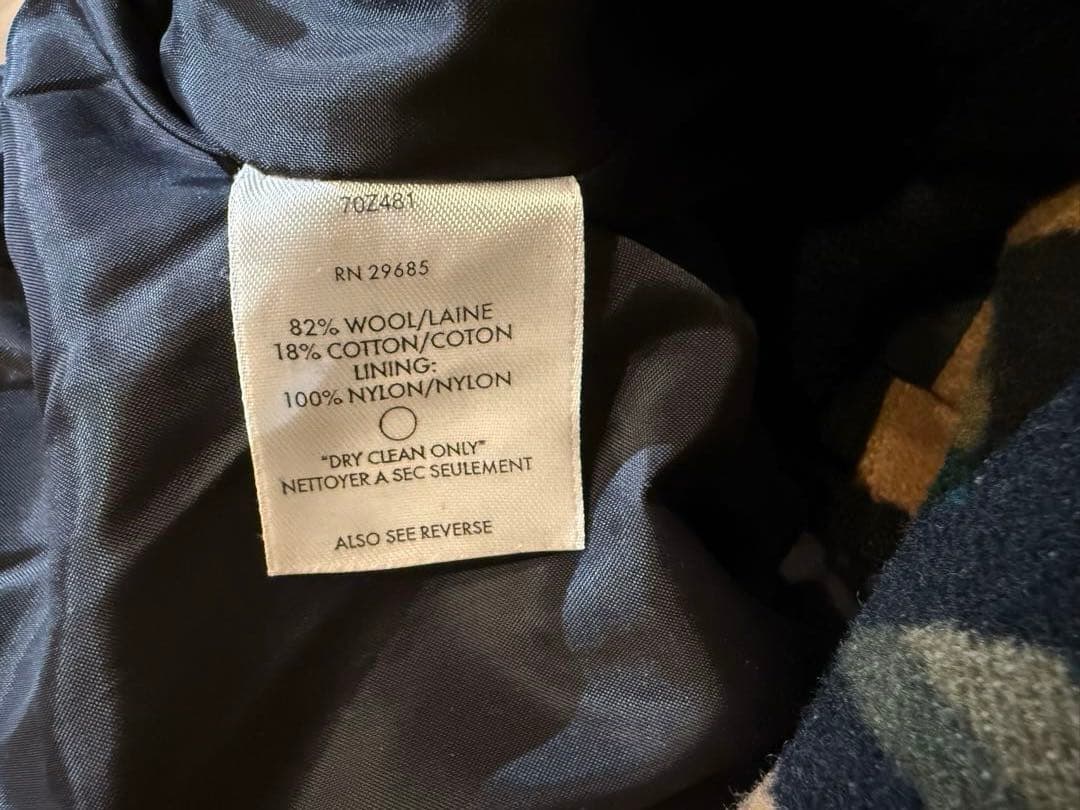 70Z481
RN 29685
82% WOOL/LAINE
18% COTTON/COTON
LINING:
100% NYLON/NYLON
"DRY CLEAN ONLY"
NETTOYER A SEC SEULEMENT
ALSO SEE REVERSE